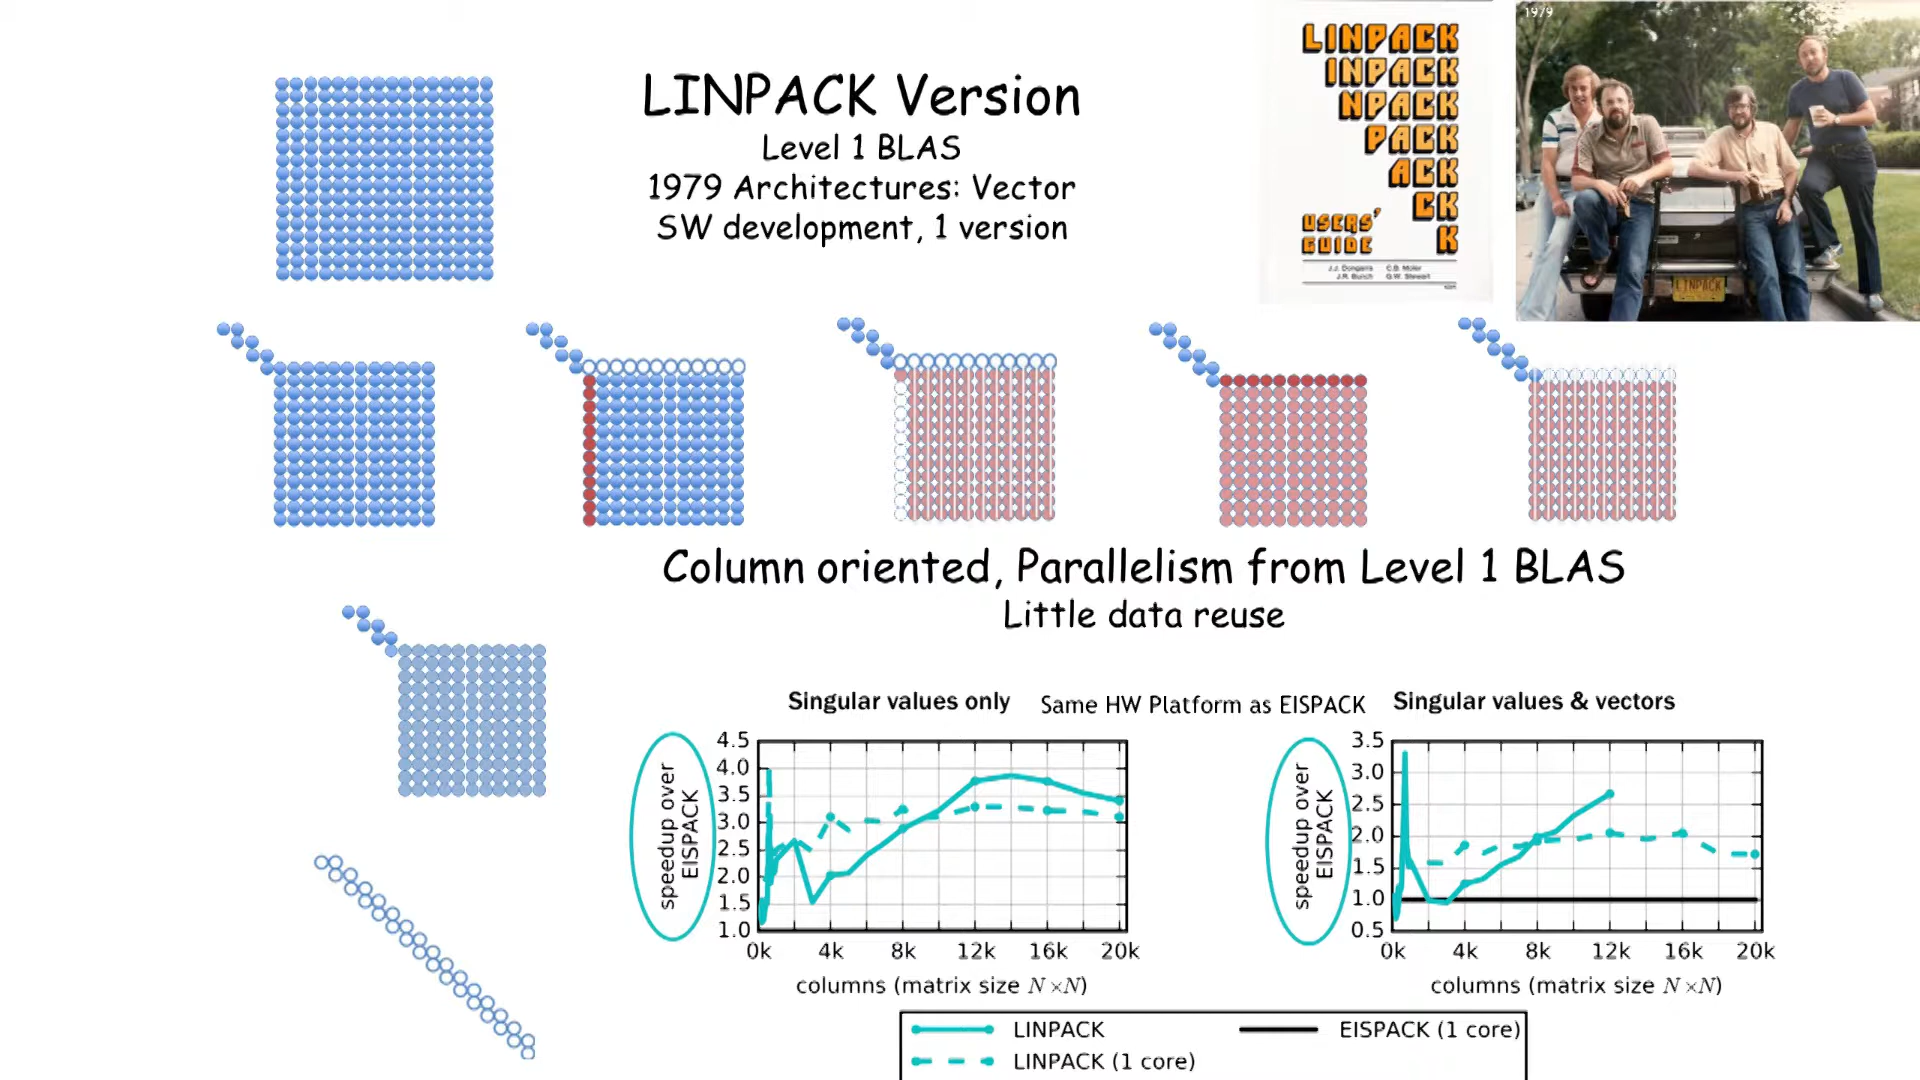 LINPACK Version
Level 1 BLAS
1979 Architectures: Vector
SW development, 1 version
LINPACK
INPACK
NPACK
PACK
ACK
CK
K
USERS'
GUIDE
J.J. Dongarra C.B. Moler
J.R. Bunch G.W. Stewart
1979
LINPACK
Column oriented, Parallelism from Level 1 BLAS
Little data reuse
Singular values only
Same HW Platform as EISPACK
Singular values & vectors
speedup over
EISPACK
4.5
4.0
3.5
3.0
2.5
2.0
1.5
1.0
0k 4k 8k 12k 16k 20k
columns (matrix size N×N)
speedup over
EISPACK
3.5
3.0
2.5
2.0
1.5
1.0
0.5
0k 4k 8k 12k 16k 20k
columns (matrix size N×N)
LINPACK
EISPACK (1 core)
LINPACK (1 core)